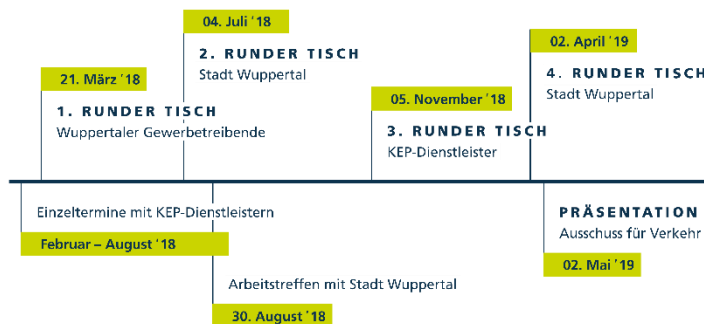 04. Juli '18
2. RUNDER TISCH
Stadt Wuppertal
02. April '19
4. RUNDER TISCH
Stadt Wuppertal
21. März '18
1. RUNDER TISCH
Wuppertaler Gewerbetreibende
05. November '18
3. RUNDER TISCH
KEP-Dienstleister
Einzeltermine mit KEP-Dienstleistern
Februar – August '18
PRÄSENTATION
Ausschuss für Verkehr
02. Mai '19
Arbeitstreffen mit Stadt Wuppertal
30. August '18